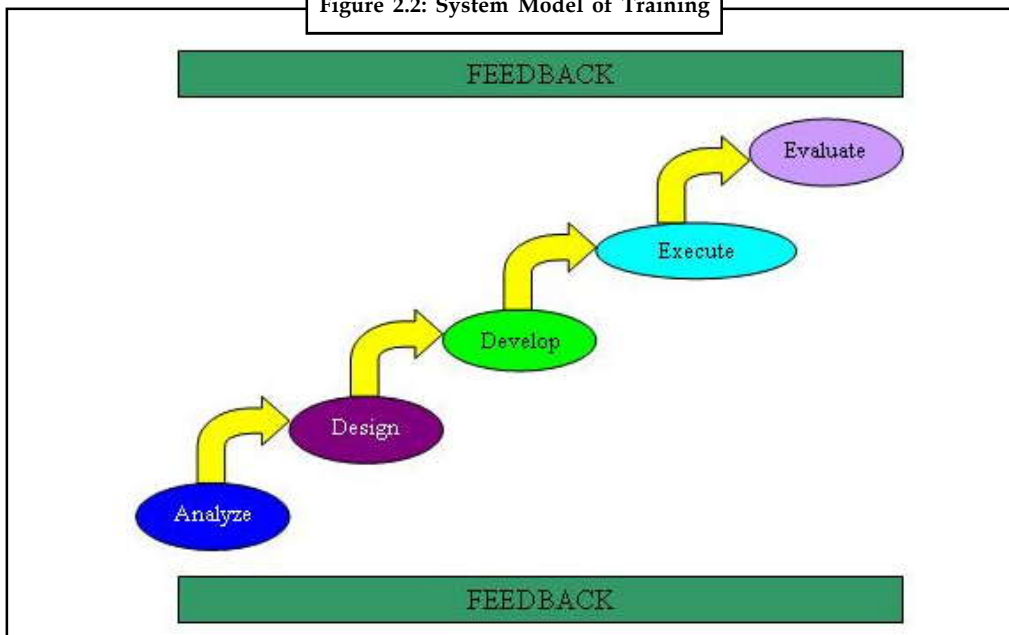 Figure 2.2: System Model of Training
FEEDBACK
Evaluate
Execute
Develop
Design
Analyze
FEEDBACK